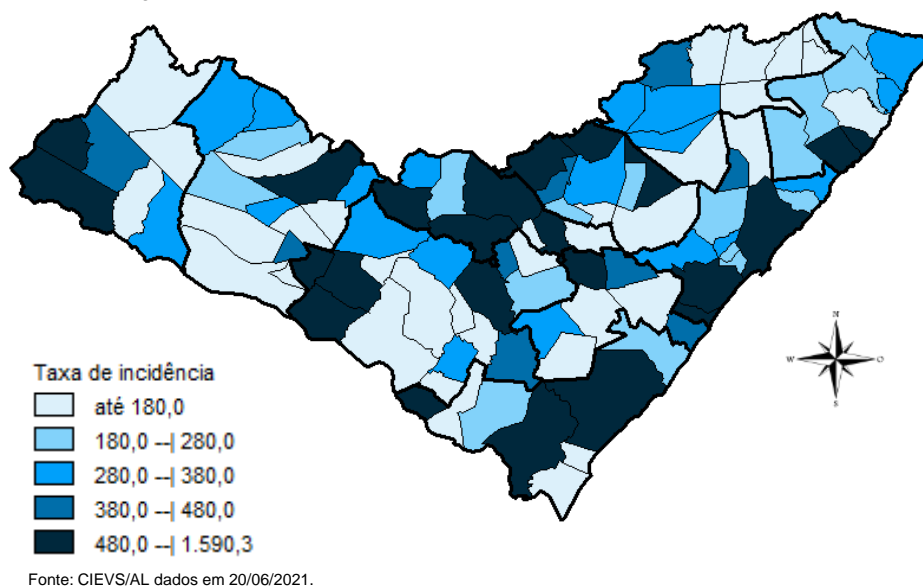 N
W
O
S
Taxa de incidência
até 180,0
180,0 --| 280,0
280,0 --| 380,0
380,0 --| 480,0
480,0 --| 1.590,3
Fonte: CIEVS/AL dados em 20/06/2021.